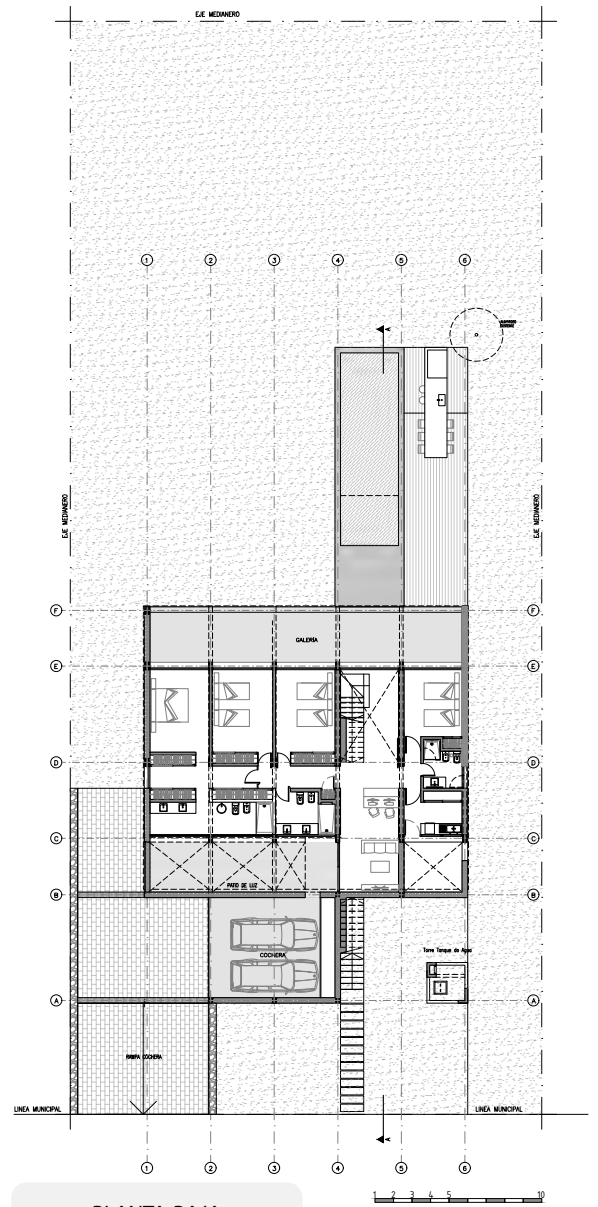 EJE MEDIANERO
1 2 3 4 5 6
A
EJE MEDIANERO
EJE MEDIANERO
F F
GALERÍA
E E
D D
C C
PATIO DE LUZ
B B
COCHERA
Torre Tanque de Agua
A A
RAMPA COCHERA
LINEA MUNICIPAL
LINEA MUNICIPAL
A
1 2 3 4 5 6
1 2 3 4 5 10